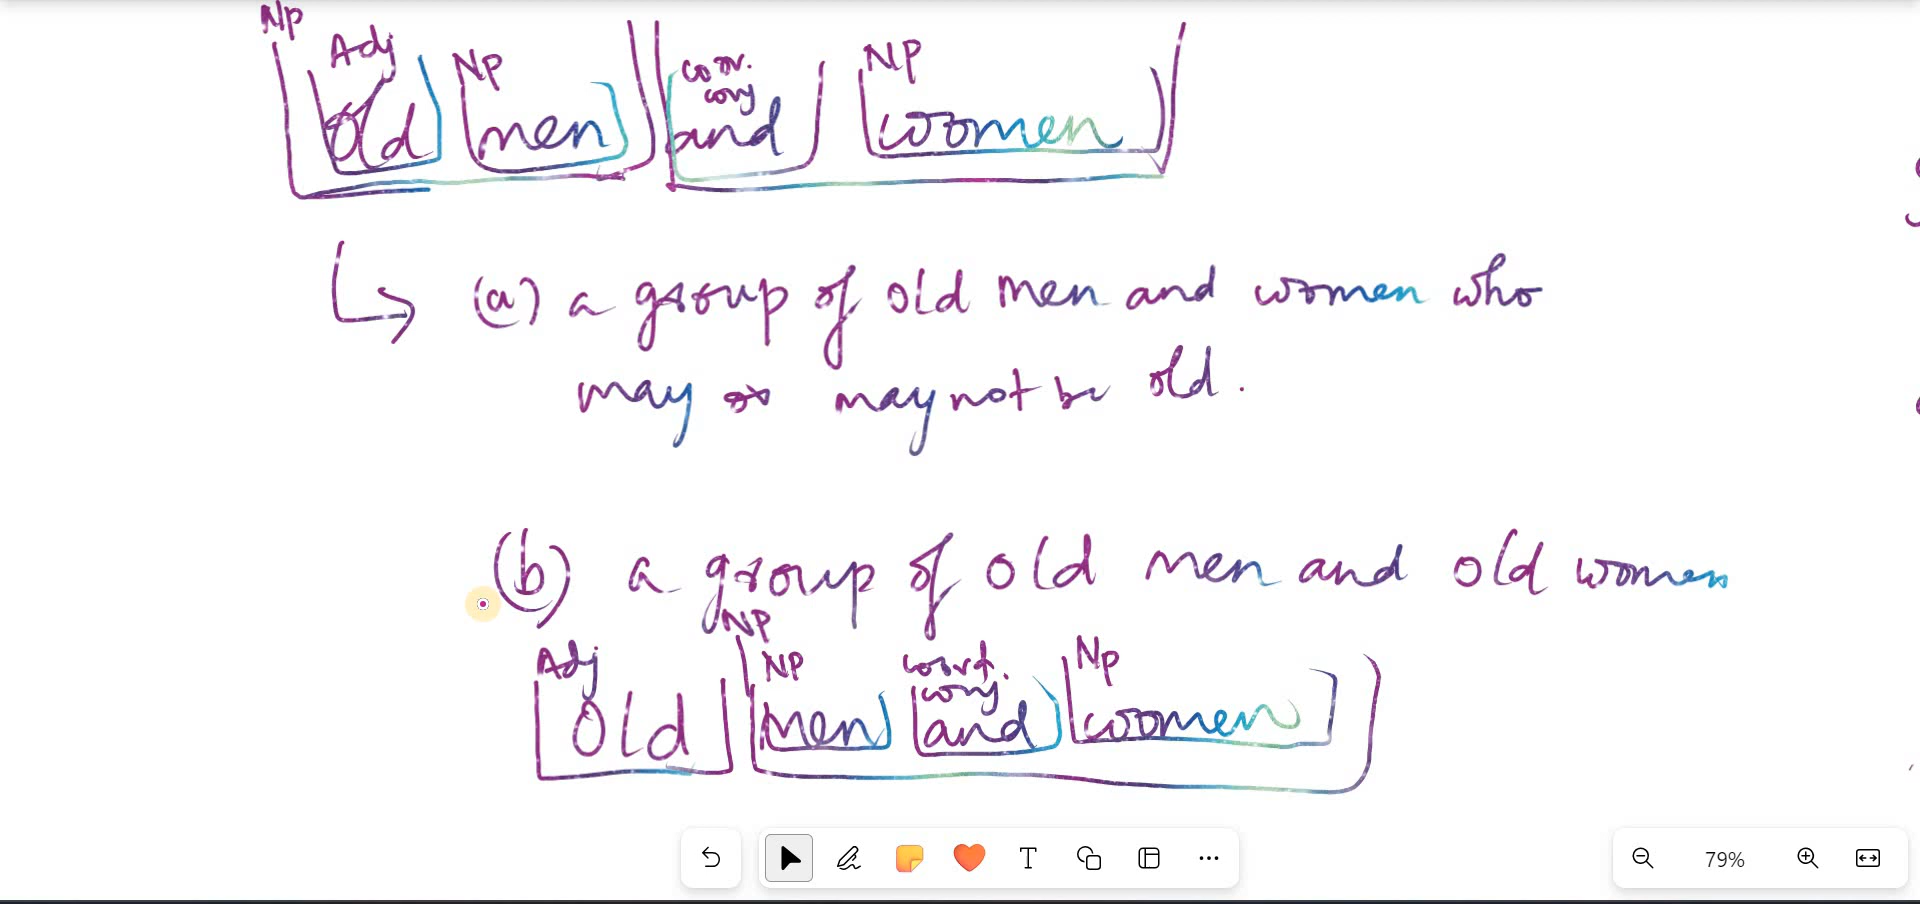 NP
Adj NP coor. NP
conj
old men and women
(a) a group of old men and women who
may or may not be old.
(b) a group of old men and old women
NP
Adj NP coord. NP
conj.
old men and women
T
79%